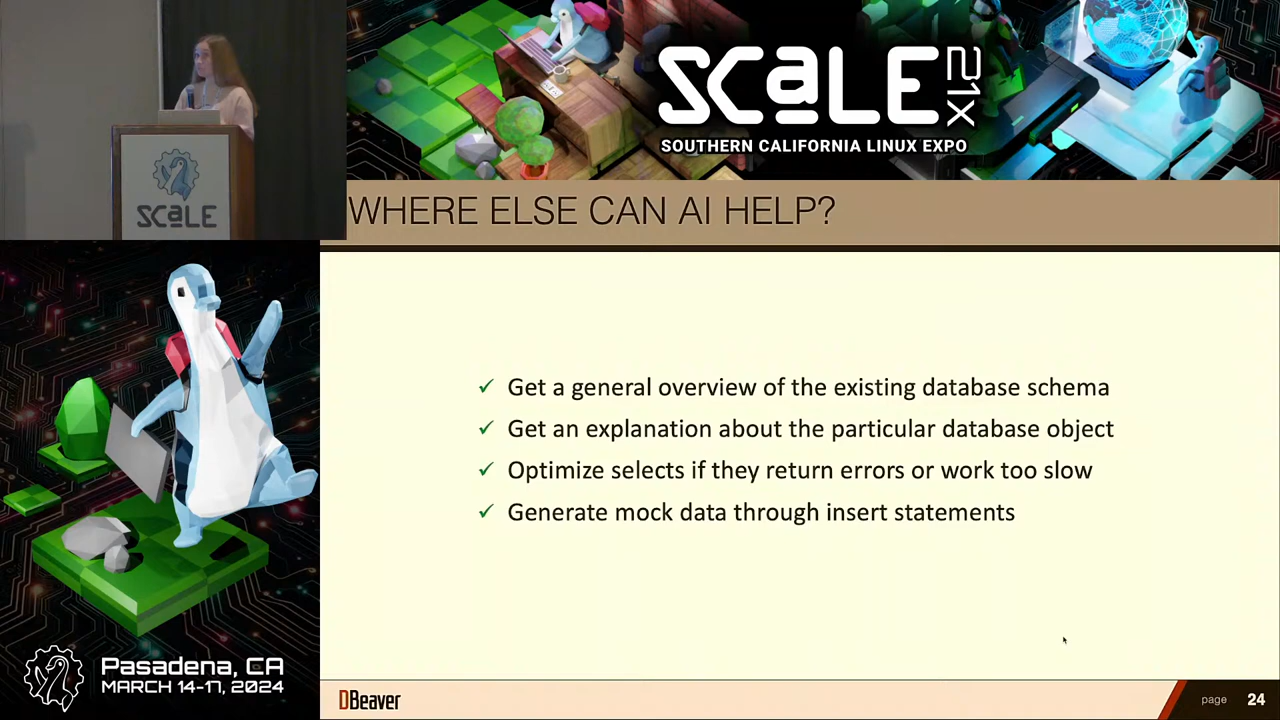 SCALE
21X
SOUTHERN CALIFORNIA LINUX EXPO
SCALE
WHERE ELSE CAN AI HELP?
✓ Get a general overview of the existing database schema
✓ Get an explanation about the particular database object
✓ Optimize selects if they return errors or work too slow
✓ Generate mock data through insert statements
Pasadena, CA
MARCH 14-17, 2024
DBeaver
page 24